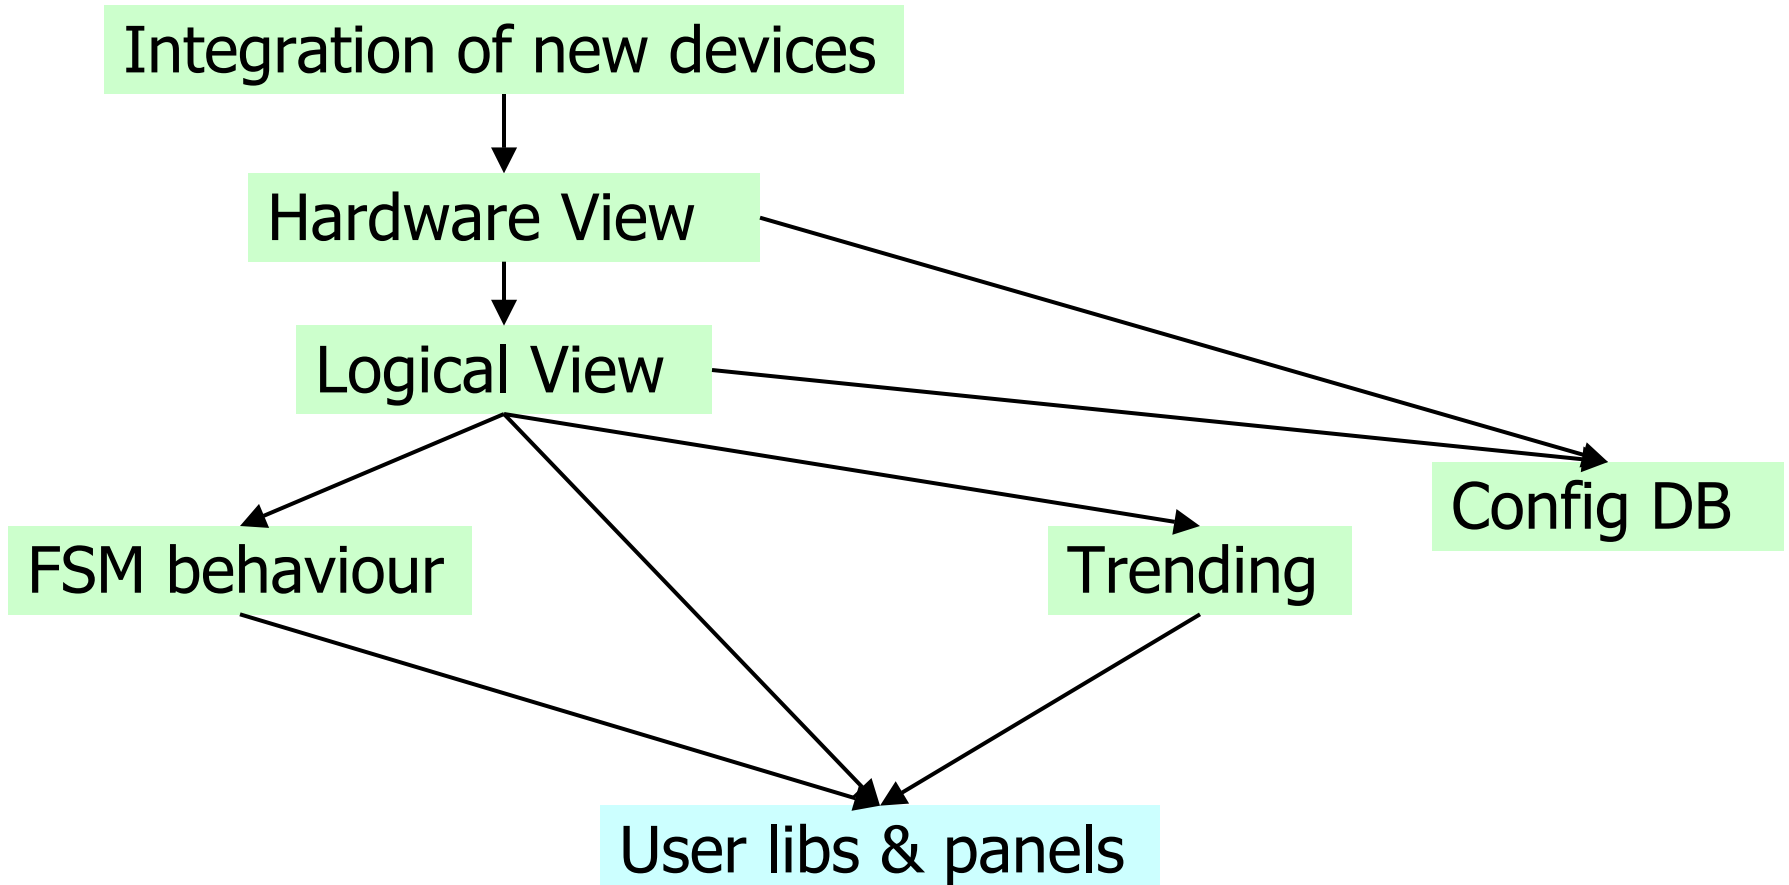 Integration of new devices
Hardware View
Logical View
Config DB
FSM behaviour
Trending
User libs & panels